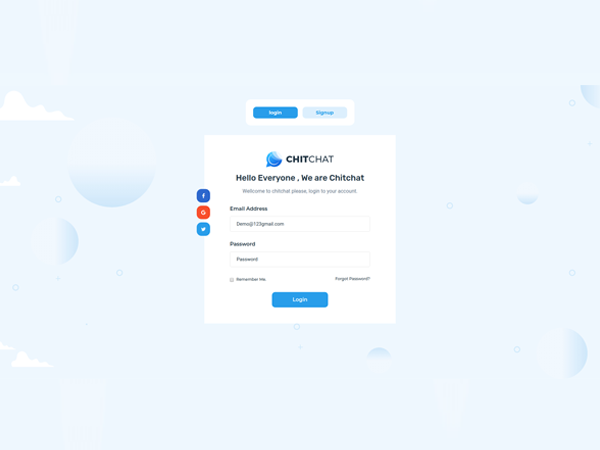 login
Signup
CHITCHAT
Hello Everyone , We are Chitchat
Welcome to chitchat please, login to your account.
Email Address
Demo@123gmail.com
Password
Password
Remember Me.
Forgot Password?
Login